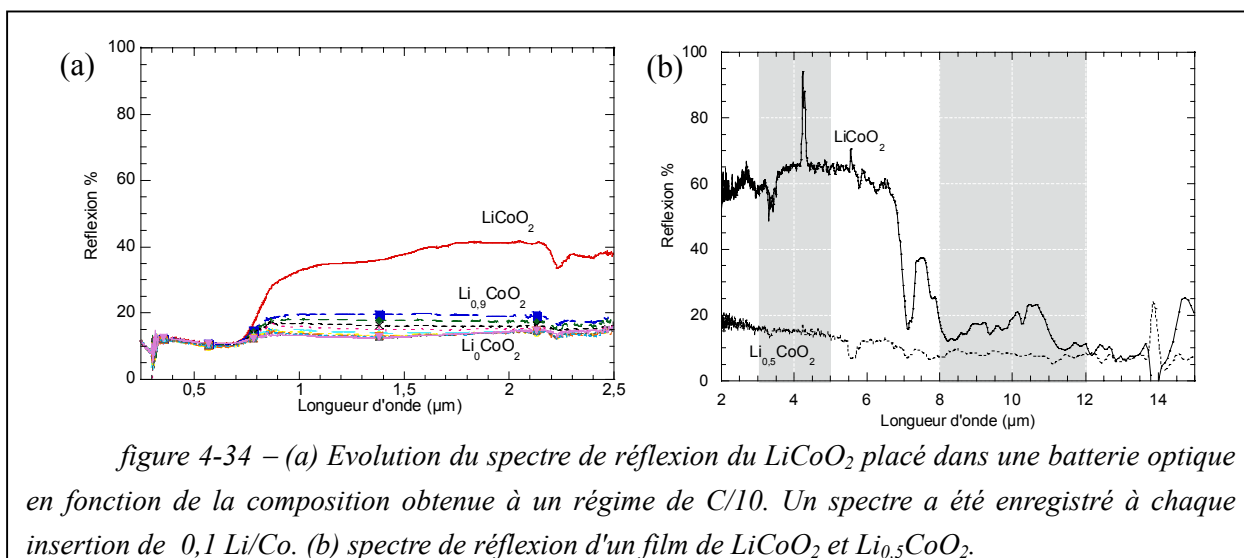 (a)
100
80
60
40
20
0
Reflexion %
LiCoO₂
Li₀,₉CoO₂
Li₀CoO₂
0,5 1 1,5 2 2,5
Longueur d'onde (µm)
(b)
100
80
60
40
20
0
Reflexion %
LiCoO₂
Li₀,₅CoO₂
2 4 6 8 10 12 14
Longueur d'onde (µm)
figure 4-34 – (a) Evolution du spectre de réflexion du LiCoO₂ placé dans une batterie optique
en fonction de la composition obtenue à un régime de C/10. Un spectre a été enregistré à chaque
insertion de 0,1 Li/Co. (b) spectre de réflexion d'un film de LiCoO₂ et Li₀.₅CoO₂.